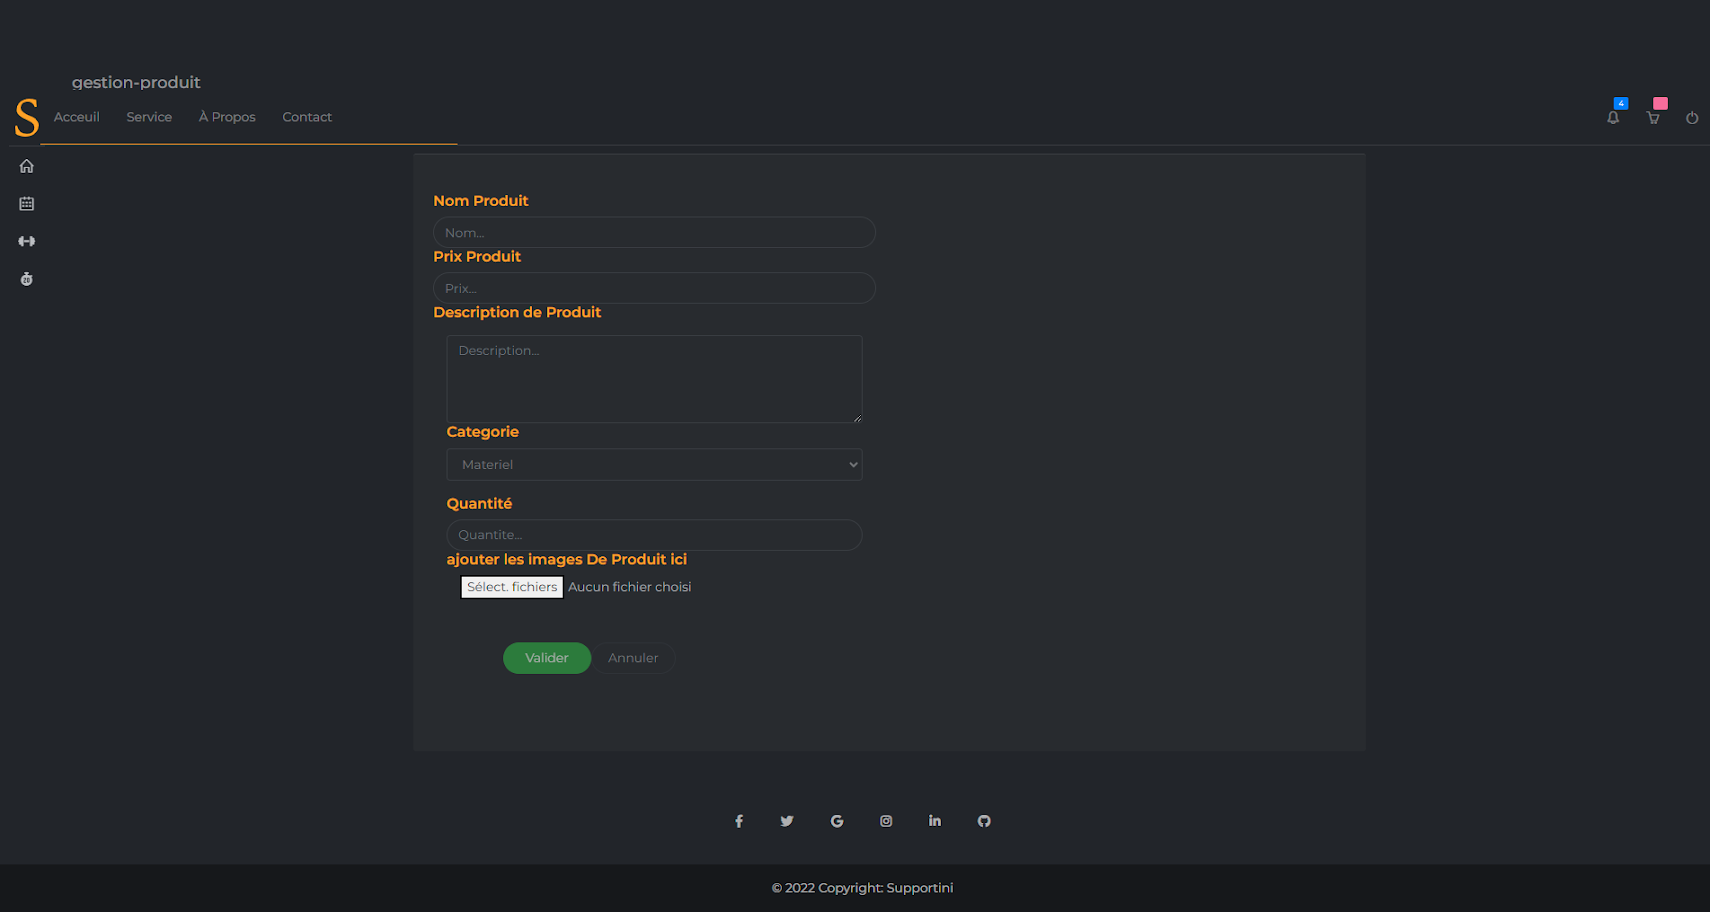 gestion-produit
S
Acceuil Service À Propos Contact
4
Nom Produit
Nom...
Prix Produit
Prix...
Description de Produit
Description...
Categorie
Materiel
Quantité
Quantite...
ajouter les images De Produit ici
Sélect. fichiers Aucun fichier choisi
Valider Annuler
© 2022 Copyright: Supportini